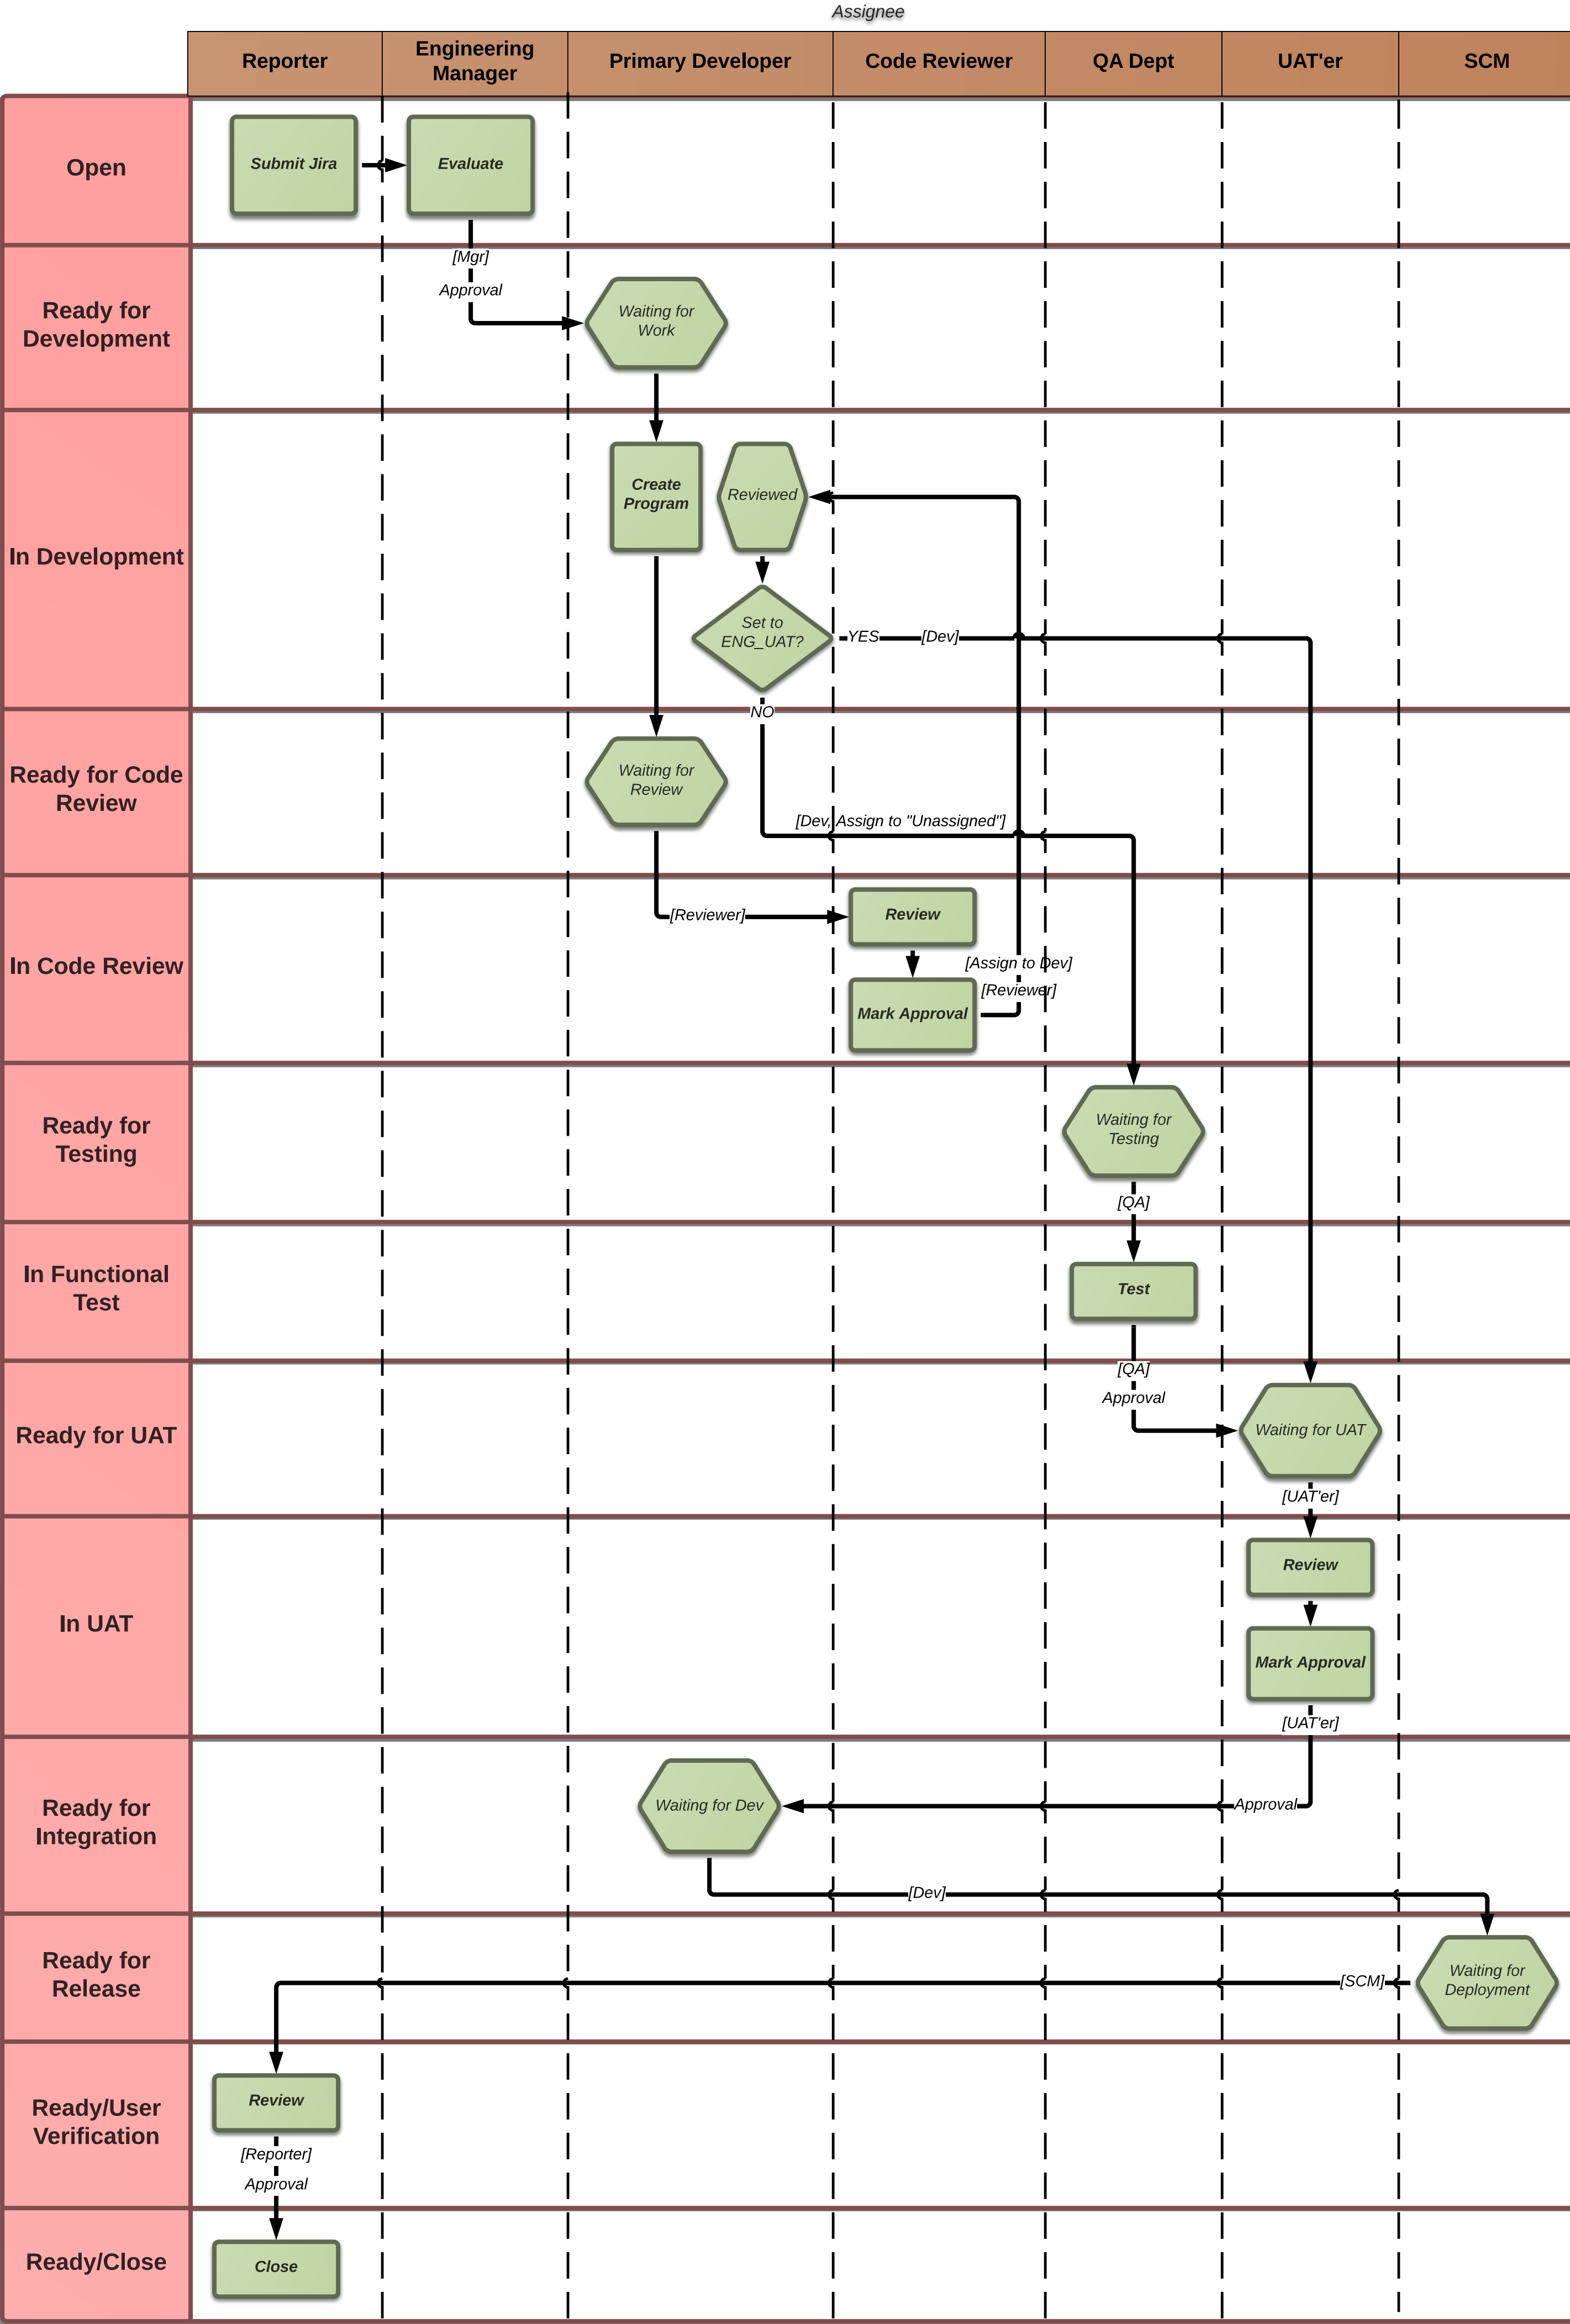 Assignee
Reporter
Engineering
Manager
Primary Developer
Code Reviewer
QA Dept
UAT'er
SCM
Open
Submit Jira
Evaluate
[Mgr]
Approval
Ready for
Development
Waiting for
Work
In Development
Create
Program
Reviewed
Set to
ENG_UAT?
YES
[Dev]
NO
Ready for Code
Review
Waiting for
Review
[Dev, Assign to "Unassigned"]
In Code Review
[Reviewer]
Review
[Assign to Dev]
[Reviewer]
Mark Approval
Ready for
Testing
Waiting for
Testing
[QA]
In Functional
Test
Test
[QA]
Approval
Ready for UAT
Waiting for UAT
[UAT'er]
In UAT
Review
Mark Approval
[UAT'er]
Ready for
Integration
Waiting for Dev
Approval
[Dev]
Ready for
Release
[SCM]
Waiting for
Deployment
Ready/User
Verification
Review
[Reporter]
Approval
Ready/Close
Close